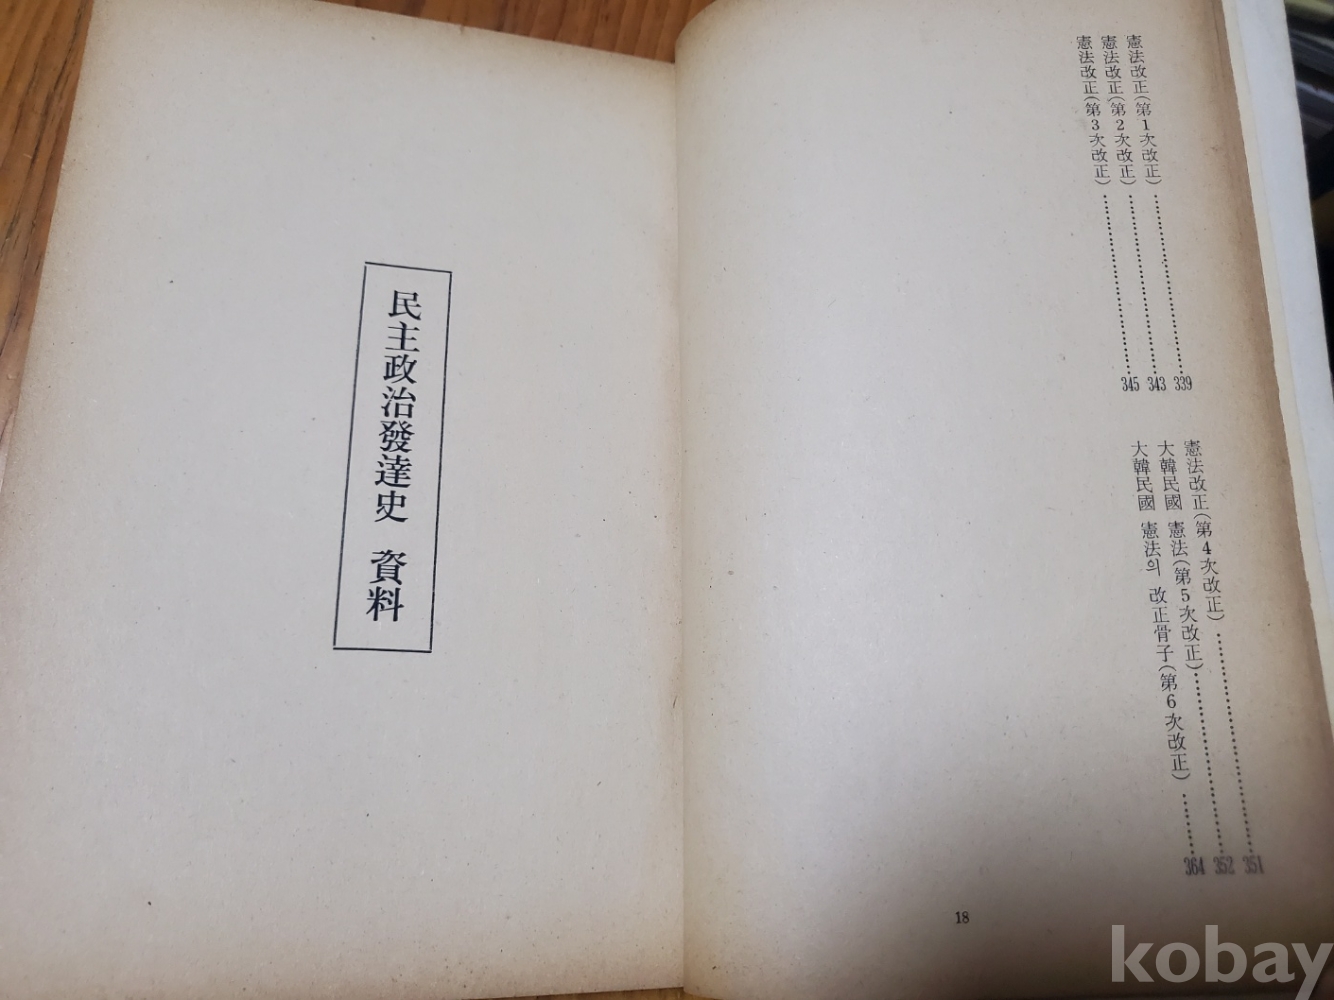 憲法改正(第1次改正)……………………339
憲法改正(第2次改正)……………………343
憲法改正(第3次改正)……………………345
憲法改正(第4次改正)……………………351
大韓民國 憲法(第5次改正)……………………352
大韓民國 憲法의 改正骨子(第6次改正)…………364
18
民主政治發達史 資料
kobay